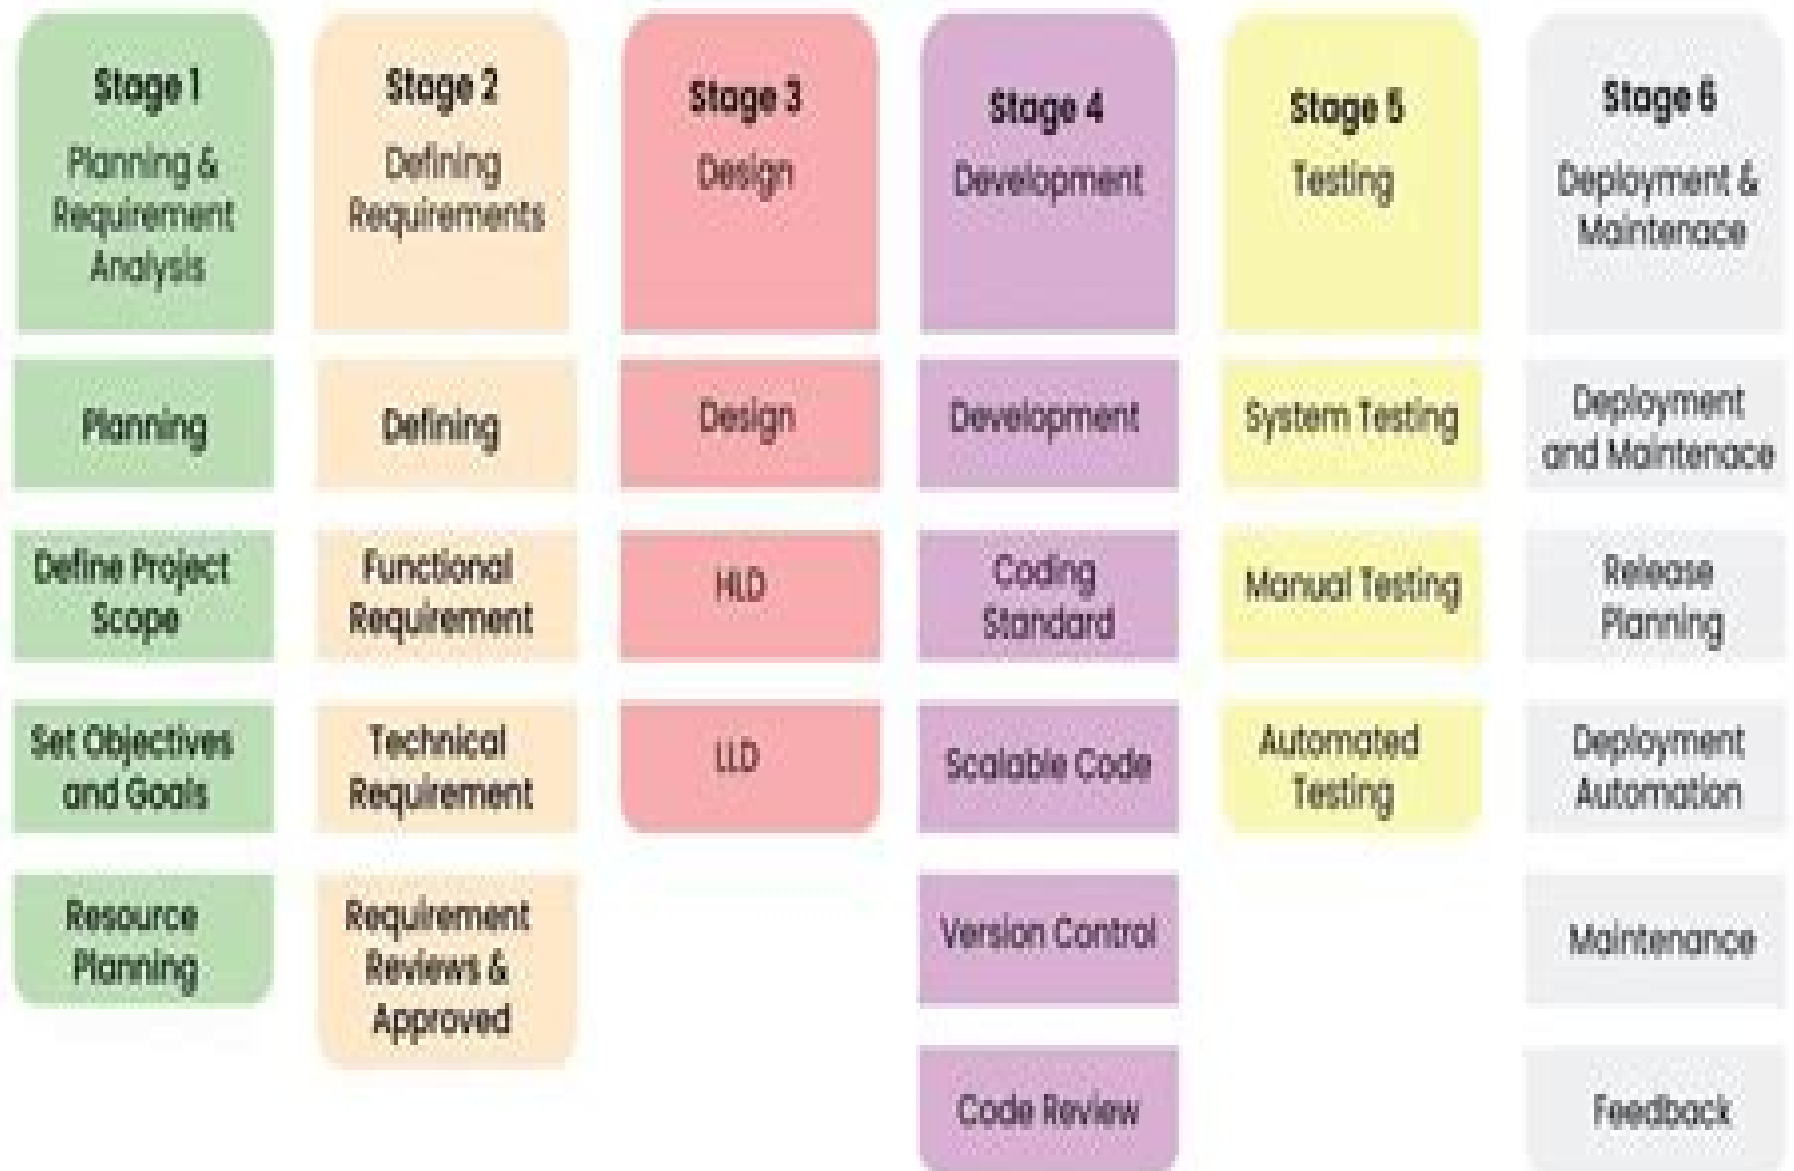 Stage 1
Planning &
Requirement
Analysis
Planning
Define Project
Scope
Set Objectives
and Goals
Resource
Planning
Stage 2
Defining
Requirements
Defining
Functional
Requirement
Technical
Requirement
Requirement
Reviews &
Approved
Stage 3
Design
Design
HLD
LLD
Stage 4
Development
Development
Coding
Standard
Scalable Code
Version Control
Code Review
Stage 5
Testing
System Testing
Manual Testing
Automated
Testing
Stage 6
Deployment &
Maintenace
Deployment
and Maintenace
Release
Planning
Deployment
Automation
Maintenance
Feedback